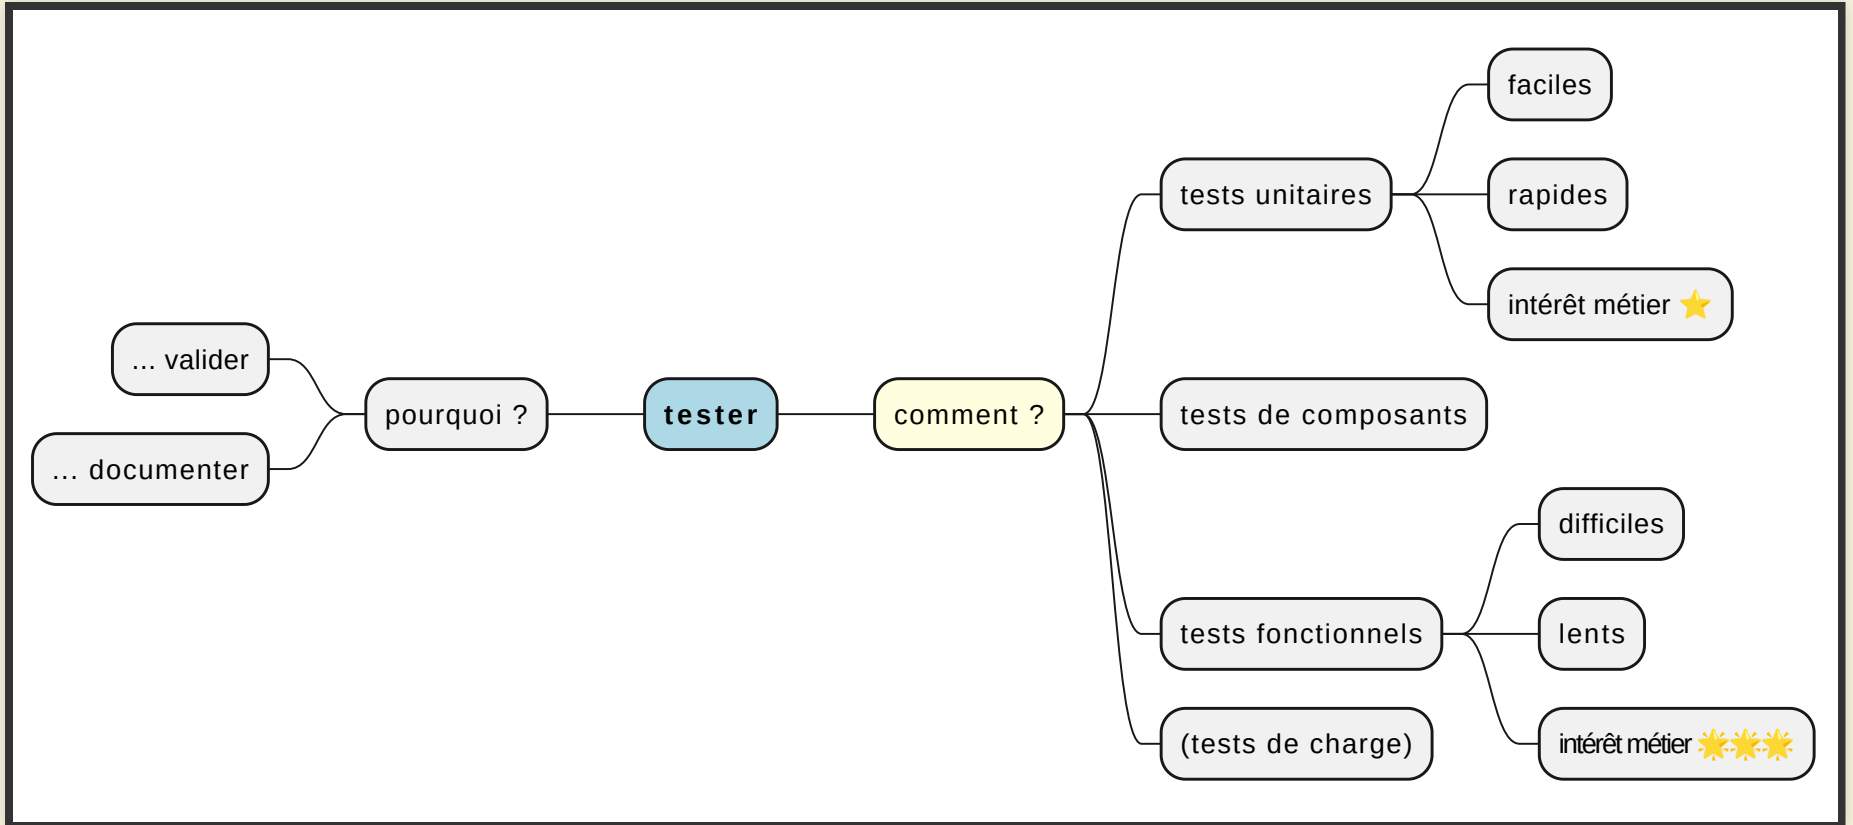 ... valider
... documenter
pourquoi ?
tester
comment ?
tests unitaires
faciles
rapides
intérêt métier ⭐
tests de composants
tests fonctionnels
difficiles
lents
intérêt métier 🌟🌟🌟
(tests de charge)